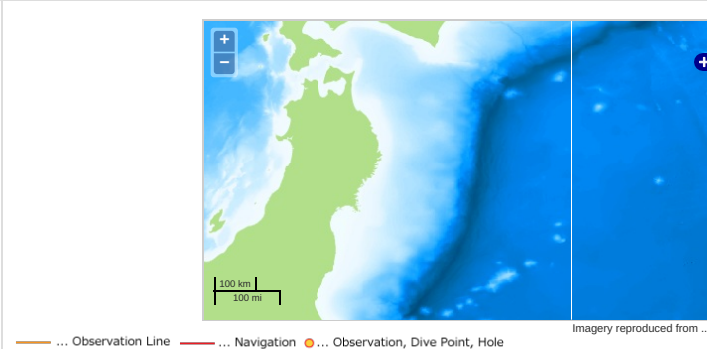 +
−
100 km
100 mi
+
Imagery reproduced from ..
... Observation Line ... Navigation ... Observation, Dive Point, Hole